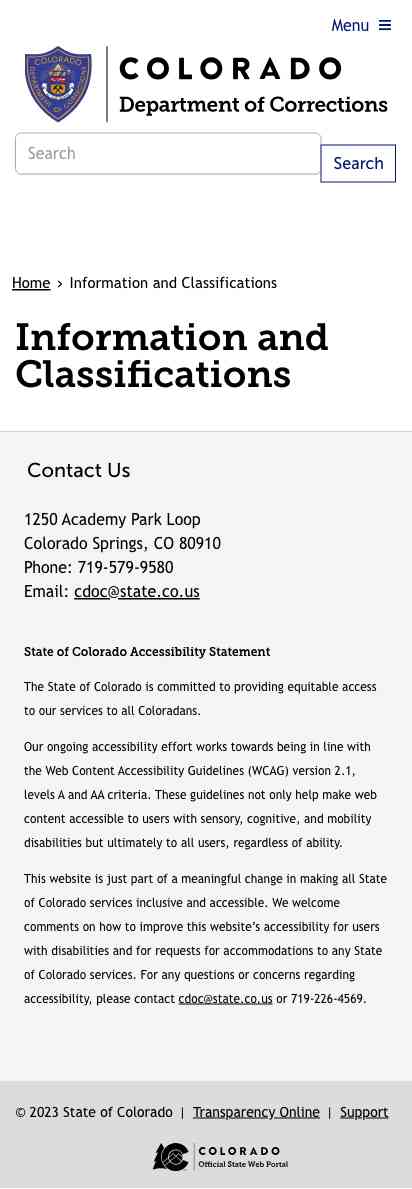 Menu
COLORADO
DEPARTMENT OF CORRECTIONS
COLORADO
Department of Corrections
Search
Search
Home › Information and Classifications
Information and
Classifications
Contact Us
1250 Academy Park Loop
Colorado Springs, CO 80910
Phone: 719-579-9580
Email: cdoc@state.co.us
State of Colorado Accessibility Statement
The State of Colorado is committed to providing equitable access
to our services to all Coloradans.
Our ongoing accessibility effort works towards being in line with
the Web Content Accessibility Guidelines (WCAG) version 2.1,
levels A and AA criteria. These guidelines not only help make web
content accessible to users with sensory, cognitive, and mobility
disabilities but ultimately to all users, regardless of ability.
This website is just part of a meaningful change in making all State
of Colorado services inclusive and accessible. We welcome
comments on how to improve this website’s accessibility for users
with disabilities and for requests for accommodations to any State
of Colorado services. For any questions or concerns regarding
accessibility, please contact cdoc@state.co.us or 719-226-4569.
© 2023 State of Colorado | Transparency Online | Support
COLORADO
Official State Web Portal